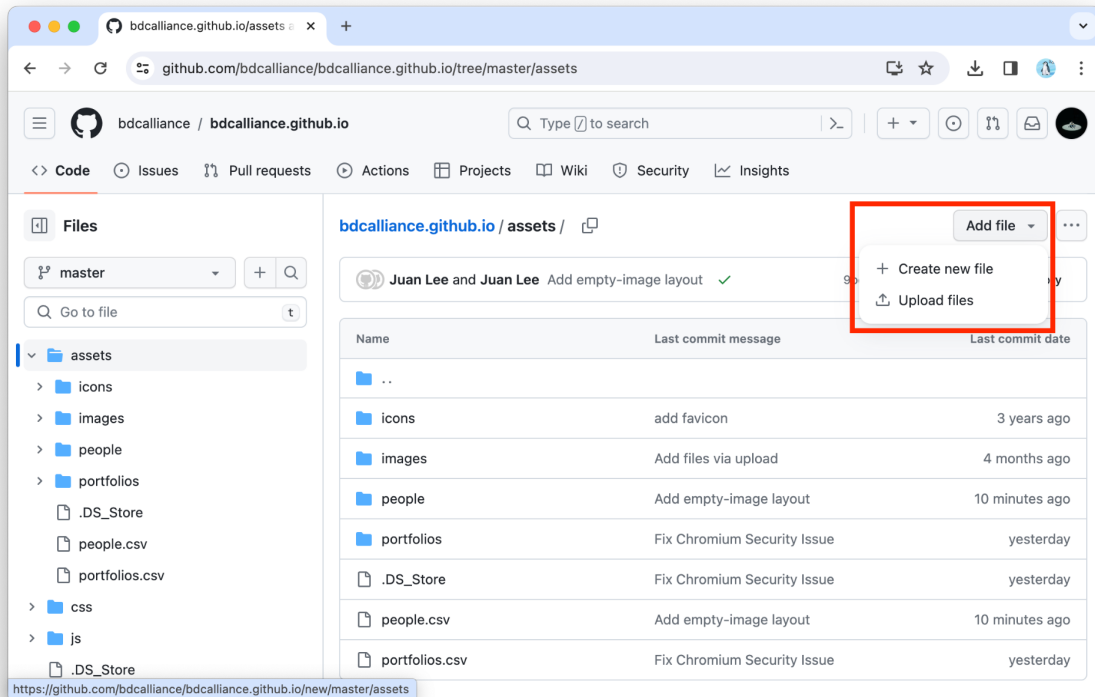 bdcalliance.github.io/assets a
github.com/bdcalliance/bdcalliance.github.io/tree/master/assets
bdcalliance / bdcalliance.github.io
Type / to search
Code Issues Pull requests Actions Projects Wiki Security Insights
Files
bdcalliance.github.io / assets /
Add file
master
Juan Lee and Juan Lee Add empty-image layout
Create new file
Upload files
Go to file t
Name Last commit message Last commit date
assets
..
icons
images
people
portfolios
.DS_Store
people.csv
portfolios.csv
css
js
.DS_Store
icons add favicon 3 years ago
images Add files via upload 4 months ago
people Add empty-image layout 10 minutes ago
portfolios Fix Chromium Security Issue yesterday
.DS_Store Fix Chromium Security Issue yesterday
people.csv Add empty-image layout 10 minutes ago
portfolios.csv Fix Chromium Security Issue yesterday
https://github.com/bdcalliance/bdcalliance.github.io/new/master/assets